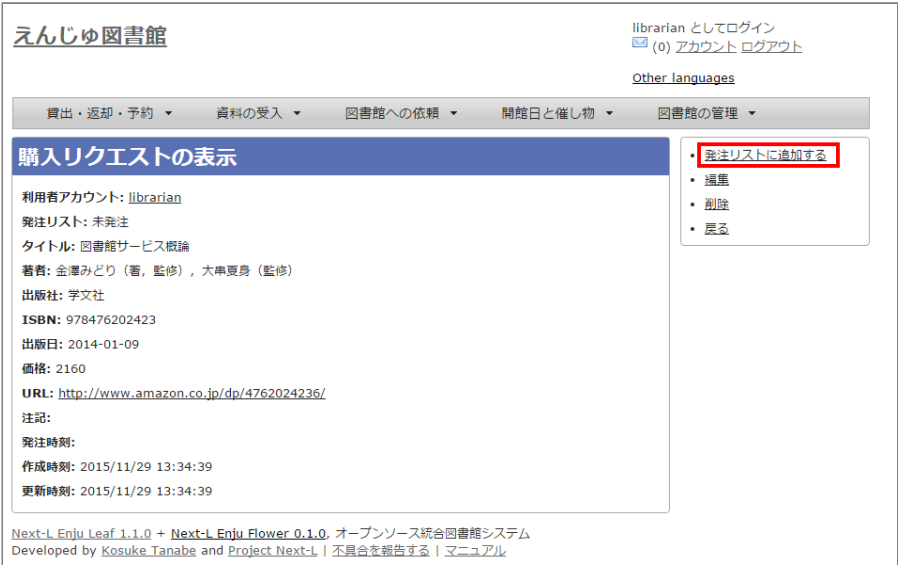 えんじゅ図書館
librarian としてログイン
(0) アカウント ログアウト
Other languages
貸出・返却・予約 ▼ 資料の受入 ▼ 図書館への依頼 ▼ 開館日と催し物 ▼ 図書館の管理 ▼
購入リクエストの表示
利用者アカウント: librarian
発注リスト: 未発注
タイトル: 図書館サービス概論
著者: 金澤みどり（著，監修）, 大串夏身（監修）
出版社: 学文社
ISBN: 978476202423
出版日: 2014-01-09
価格: 2160
URL: http://www.amazon.co.jp/dp/4762024236/
注記:
発注時刻:
作成時刻: 2015/11/29 13:34:39
更新時刻: 2015/11/29 13:34:39
• 発注リストに追加する
• 編集
• 削除
• 戻る
Next-L Enju Leaf 1.1.0 + Next-L Enju Flower 0.1.0, オープンソース統合図書館システム
Developed by Kosuke Tanabe and Project Next-L | 不具合を報告する | マニュアル